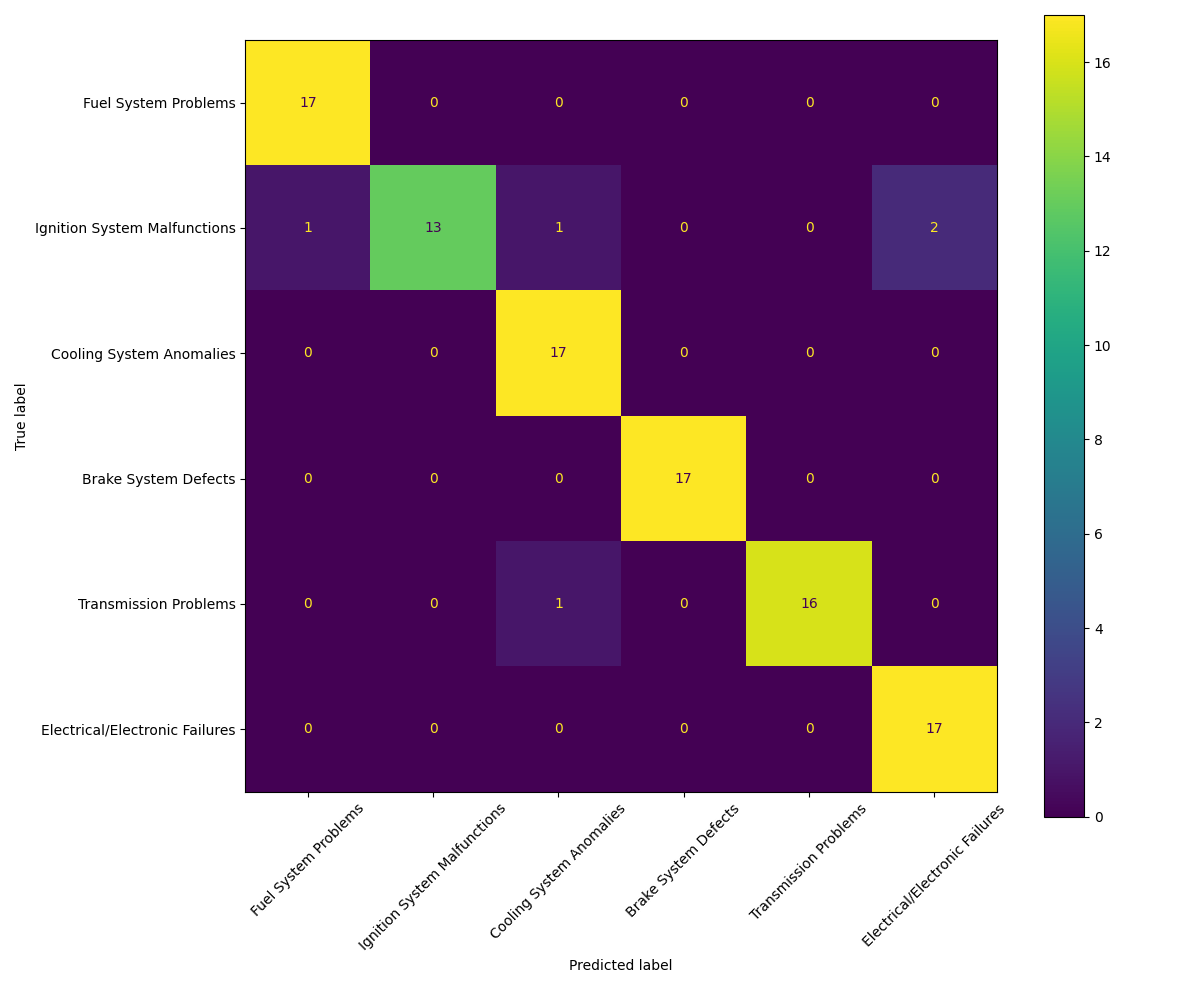 Fuel System Problems 17 0 0 0 0 0
Ignition System Malfunctions 1 13 1 0 0 2
Cooling System Anomalies 0 0 17 0 0 0
Brake System Defects 0 0 0 17 0 0
Transmission Problems 0 0 1 0 16 0
Electrical/Electronic Failures 0 0 0 0 0 17
True label
Fuel System Problems
Ignition System Malfunctions
Cooling System Anomalies
Brake System Defects
Transmission Problems
Electrical/Electronic Failures
Predicted label
16
14
12
10
8
6
4
2
0